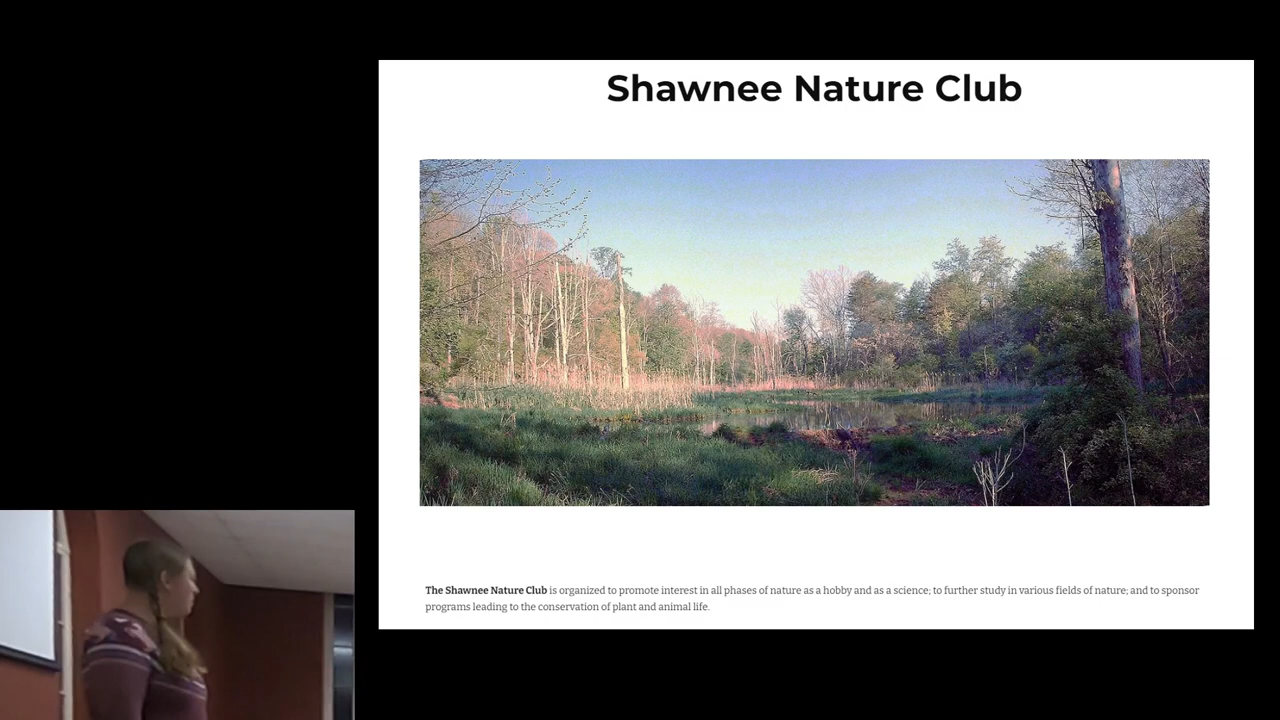 Shawnee Nature Club
The Shawnee Nature Club is organized to promote interest in all phases of nature as a hobby and as a science; to further study in various fields of nature; and to sponsor
programs leading to the conservation of plant and animal life.